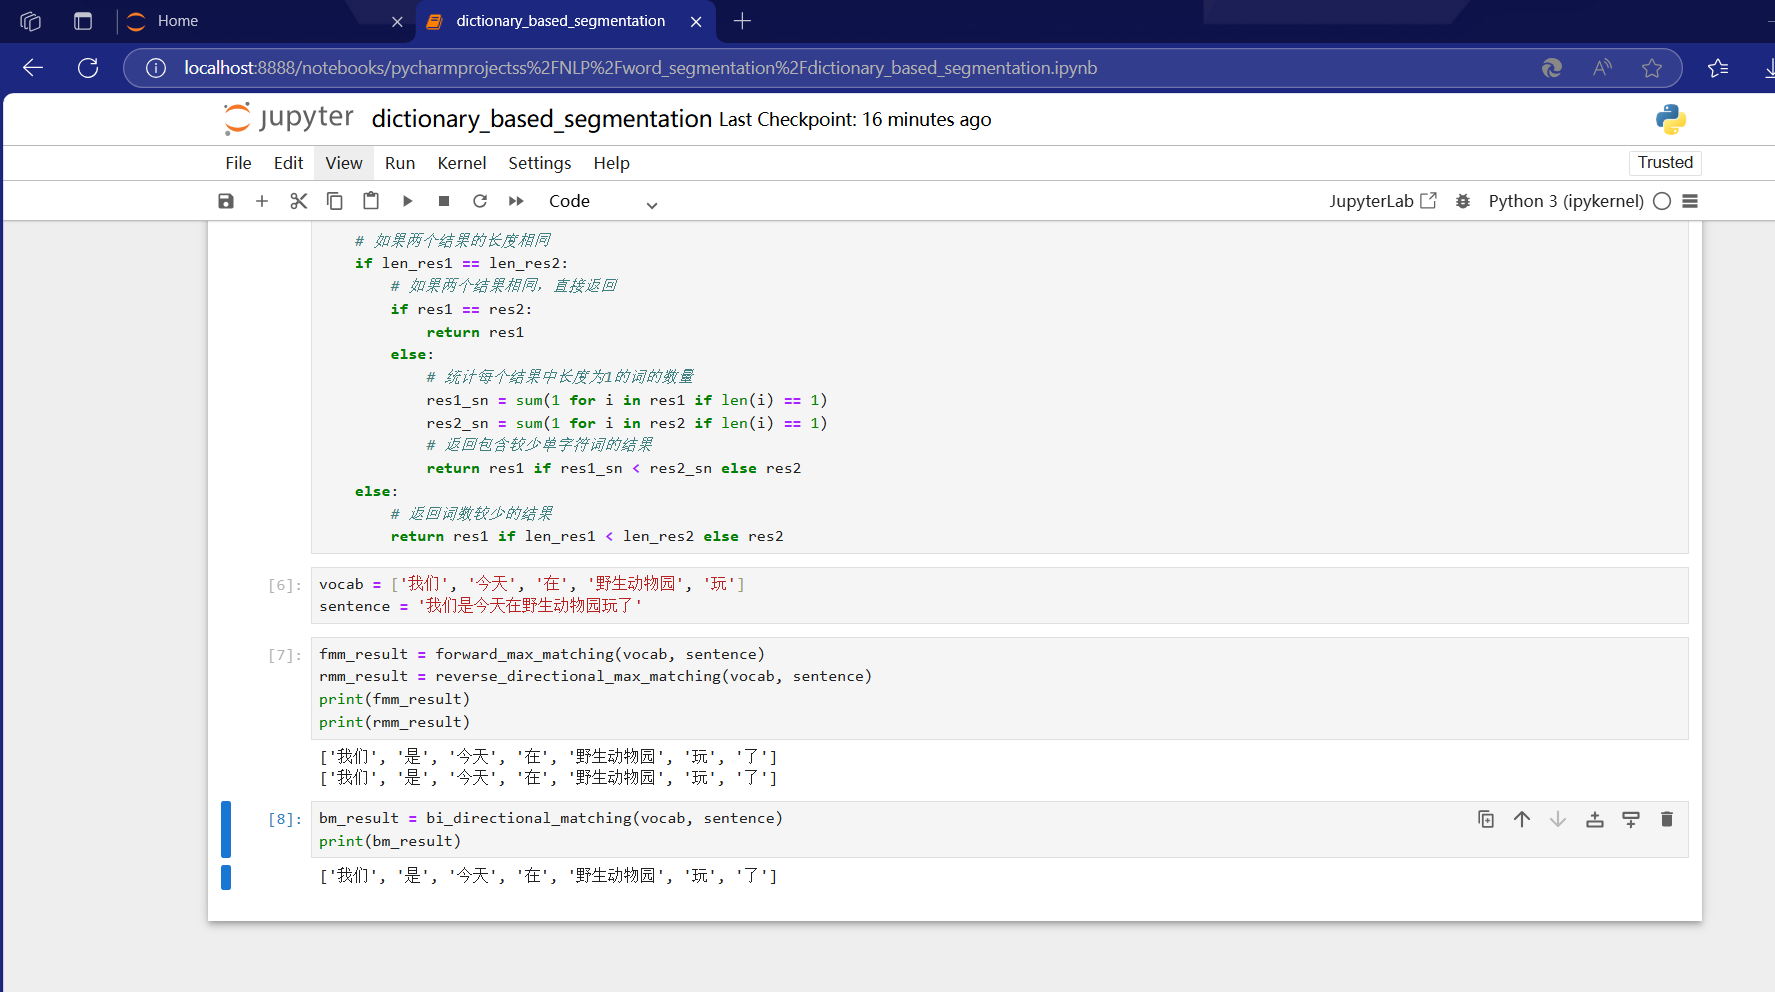 Home
dictionary_based_segmentation
localhost:8888/notebooks/pycharmprojectss%2FNLP%2Fword_segmentation%2Fdictionary_based_segmentation.ipynb
jupyter dictionary_based_segmentation Last Checkpoint: 16 minutes ago
File Edit View Run Kernel Settings Help Trusted
Code JupyterLab Python 3 (ipykernel)
# 如果两个结果的长度相同
if len_res1 == len_res2:
# 如果两个结果相同，直接返回
if res1 == res2:
return res1
else:
# 统计每个结果中长度为1的词的数量
res1_sn = sum(1 for i in res1 if len(i) == 1)
res2_sn = sum(1 for i in res2 if len(i) == 1)
# 返回包含较少单字符词的结果
return res1 if res1_sn < res2_sn else res2
else:
# 返回词数较少的结果
return res1 if len_res1 < len_res2 else res2
[6]: vocab = ['我们', '今天', '在', '野生动物园', '玩']
sentence = '我们是今天在野生动物园玩了'
[7]: fmm_result = forward_max_matching(vocab, sentence)
rmm_result = reverse_directional_max_matching(vocab, sentence)
print(fmm_result)
print(rmm_result)
['我们', '是', '今天', '在', '野生动物园', '玩', '了']
['我们', '是', '今天', '在', '野生动物园', '玩', '了']
[8]: bm_result = bi_directional_matching(vocab, sentence)
print(bm_result)
['我们', '是', '今天', '在', '野生动物园', '玩', '了']